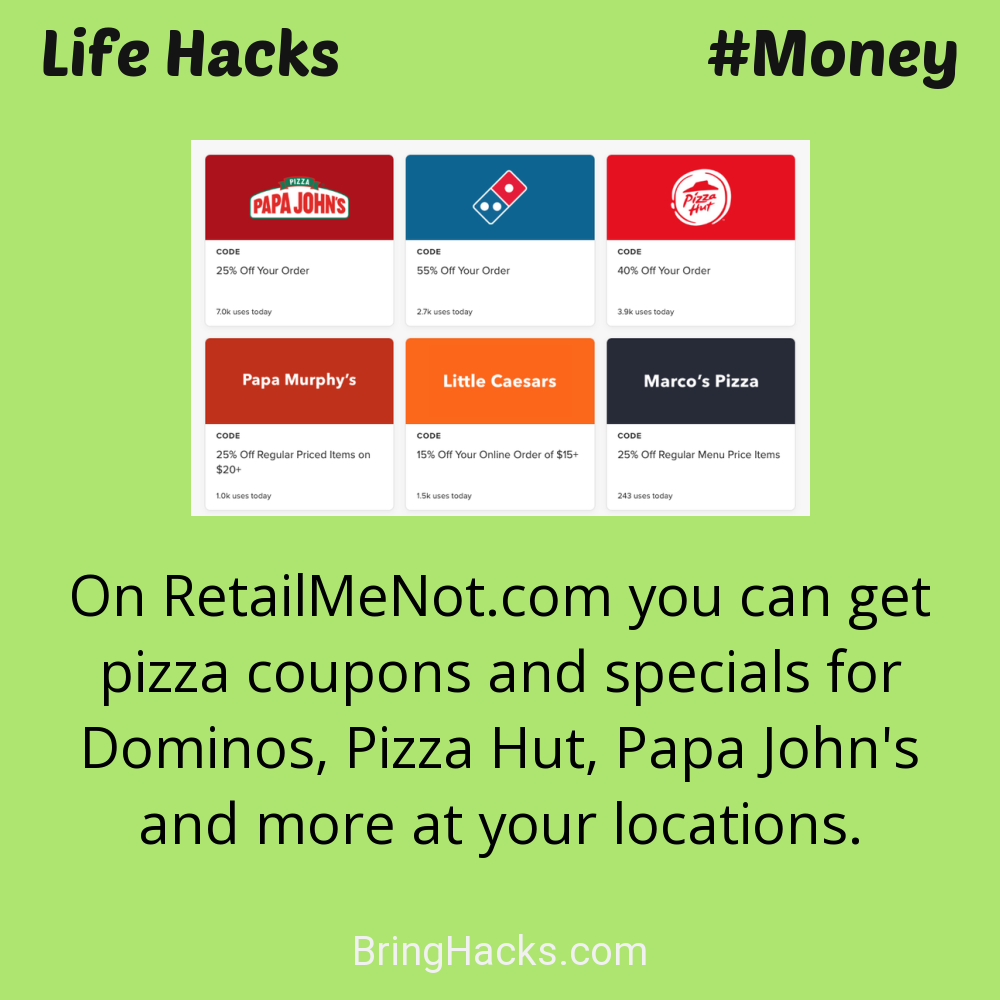 Life Hacks
#Money
PIZZA
PAPA JOHN'S
Pizza
Hut
CODE
25% Off Your Order
7.0k uses today
CODE
55% Off Your Order
2.7k uses today
CODE
40% Off Your Order
3.9k uses today
Papa Murphy's
Little Caesars
Marco's Pizza
CODE
25% Off Regular Priced Items on
$20+
1.0k uses today
CODE
15% Off Your Online Order of $15+
1.5k uses today
CODE
25% Off Regular Menu Price Items
243 uses today
On RetailMeNot.com you can get
pizza coupons and specials for
Dominos, Pizza Hut, Papa John's
and more at your locations.
BringHacks.com